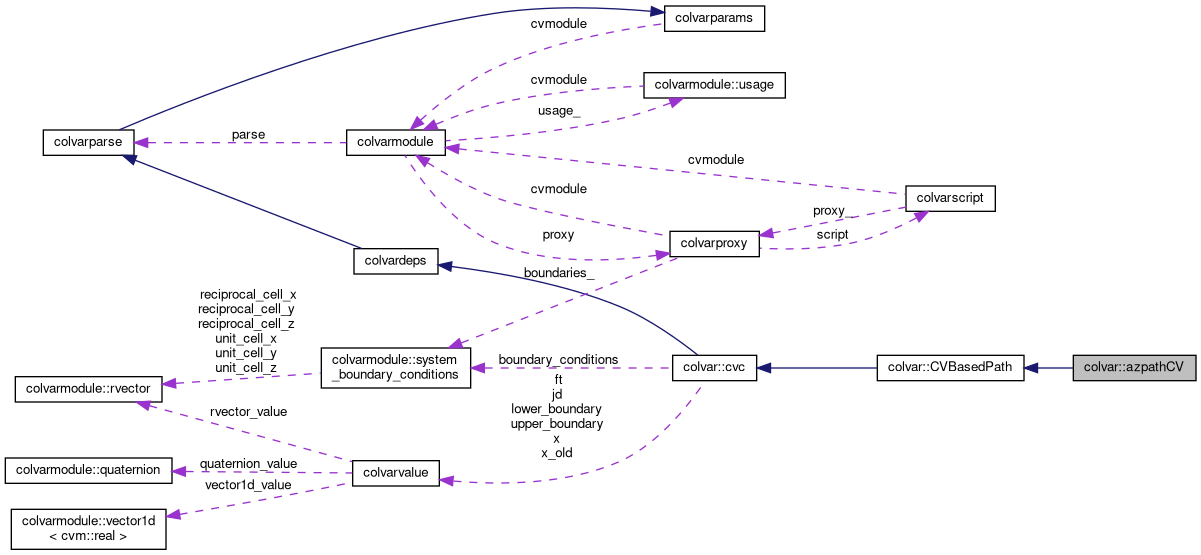 colvarparams
cvmodule
cvmodule
colvarmodule::usage
usage_
colvarparse
parse
colvarmodule
cvmodule
colvarscript
cvmodule
proxy_
script
proxy
colvarproxy
colvardeps
boundaries_
reciprocal_cell_x
reciprocal_cell_y
reciprocal_cell_z
unit_cell_x
unit_cell_y
unit_cell_z
colvarmodule::system
_boundary_conditions
boundary_conditions
colvar::cvc
colvar::CVBasedPath
colvar::azpathCV
ft
jd
lower_boundary
upper_boundary
x
x_old
colvarmodule::rvector
rvector_value
colvarmodule::quaternion
quaternion_value
colvarvalue
vector1d_value
colvarmodule::vector1d
< cvm::real >